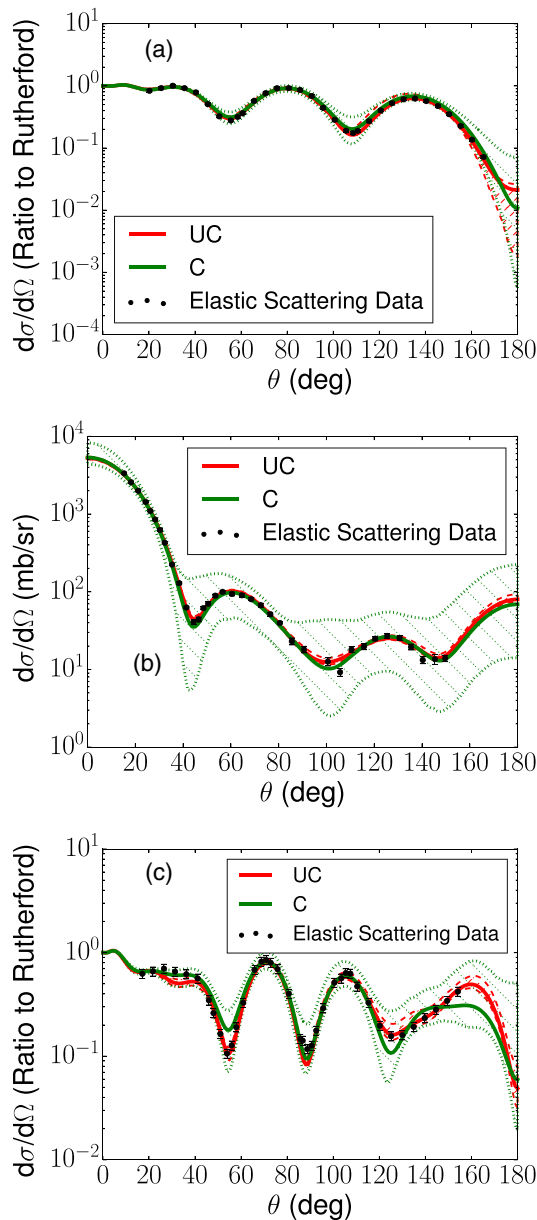 (a)
10^0
10^-1
10^-2
10^-3
10^-4
dσ/dΩ (Ratio to Rutherford)
UC
C
Elastic Scattering Data
0 20 40 60 80 100 120 140 160 180
θ (deg)
10^4
10^3
10^2
10^1
10^0
dσ/dΩ (mb/sr)
UC
C
Elastic Scattering Data
(b)
0 20 40 60 80 100 120 140 160 180
θ (deg)
(c)
10^1
10^0
10^-1
10^-2
dσ/dΩ (Ratio to Rutherford)
UC
C
Elastic Scattering Data
0 20 40 60 80 100 120 140 160 180
θ (deg)